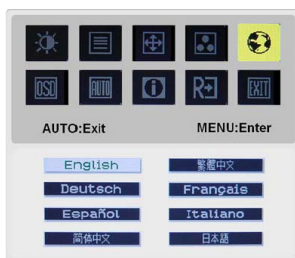 OSD AUTO i R EXIT
AUTO:Exit MENU:Enter
English 繁體中文
Deutsch Français
Español Italiano
简体中文 日本語